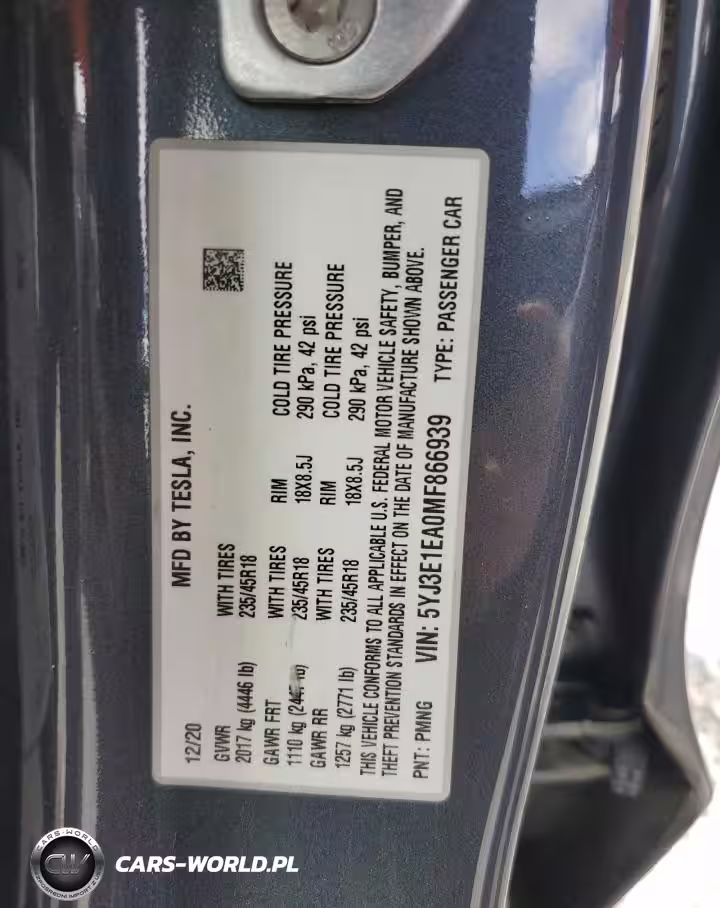 MFD BY TESLA, INC.
12/20
GVWR WITH TIRES
2017 kg (4446 lb) 235/45R18
GAWR FRT WITH TIRES RIM COLD TIRE PRESSURE
1110 kg 235/45R18 18X8.5J 290 kPa, 42 psi
GAWR RR WITH TIRES RIM COLD TIRE PRESSURE
1257 kg (2771 lb) 235/45R18 18X8.5J 290 kPa, 42 psi
THIS VEHICLE CONFORMS TO ALL APPLICABLE U.S. FEDERAL MOTOR VEHICLE SAFETY, BUMPER, AND
THEFT PREVENTION STANDARDS IN EFFECT ON THE DATE OF MANUFACTURE SHOWN ABOVE.
PNT: PMNG VIN: 5YJ3E1EA0MF866939 TYPE: PASSENGER CAR
CARS-WORLD
CW
CARS-WORLD.PL